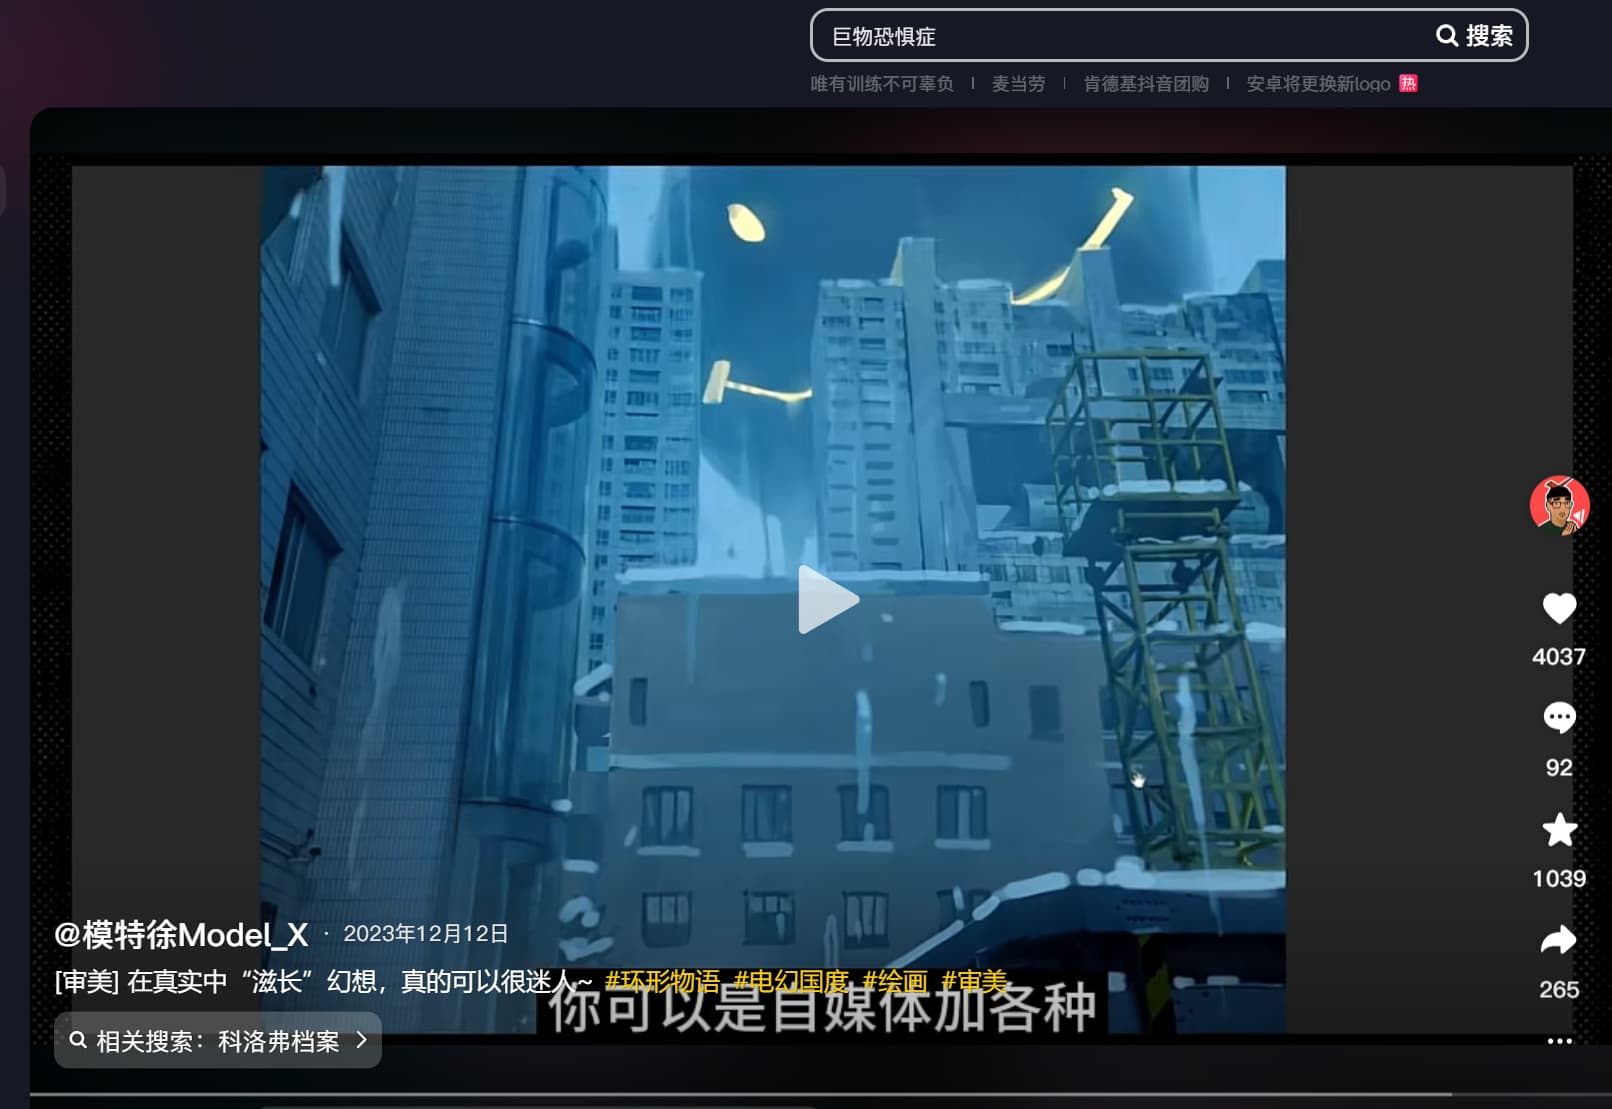 巨物恐惧症
搜索
唯有训练不可辜负 | 麦当劳 | 肯德基抖音团购 | 安卓将更换新logo 热
4037
92
1039
265
@模特徐Model_X · 2023年12月12日
[审美] 在真实中“滋长”幻想，真的可以很迷人~ #环形物语 #电幻国度 #绘画 #审美
你可以是自媒体加各种
相关搜索：科洛弗档案 >